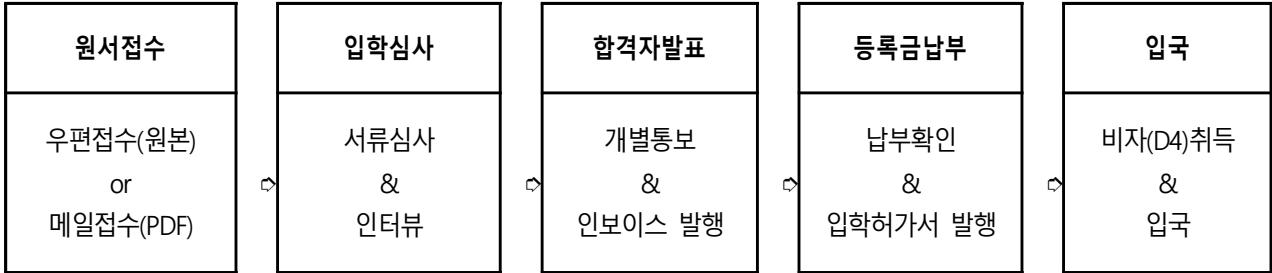 원서접수
우편접수(원본)
or
메일접수(PDF)
➪
입학심사
서류심사
&
인터뷰
➪
합격자발표
개별통보
&
인보이스 발행
➪
등록금납부
납부확인
&
입학허가서 발행
➪
입국
비자(D4)취득
&
입국